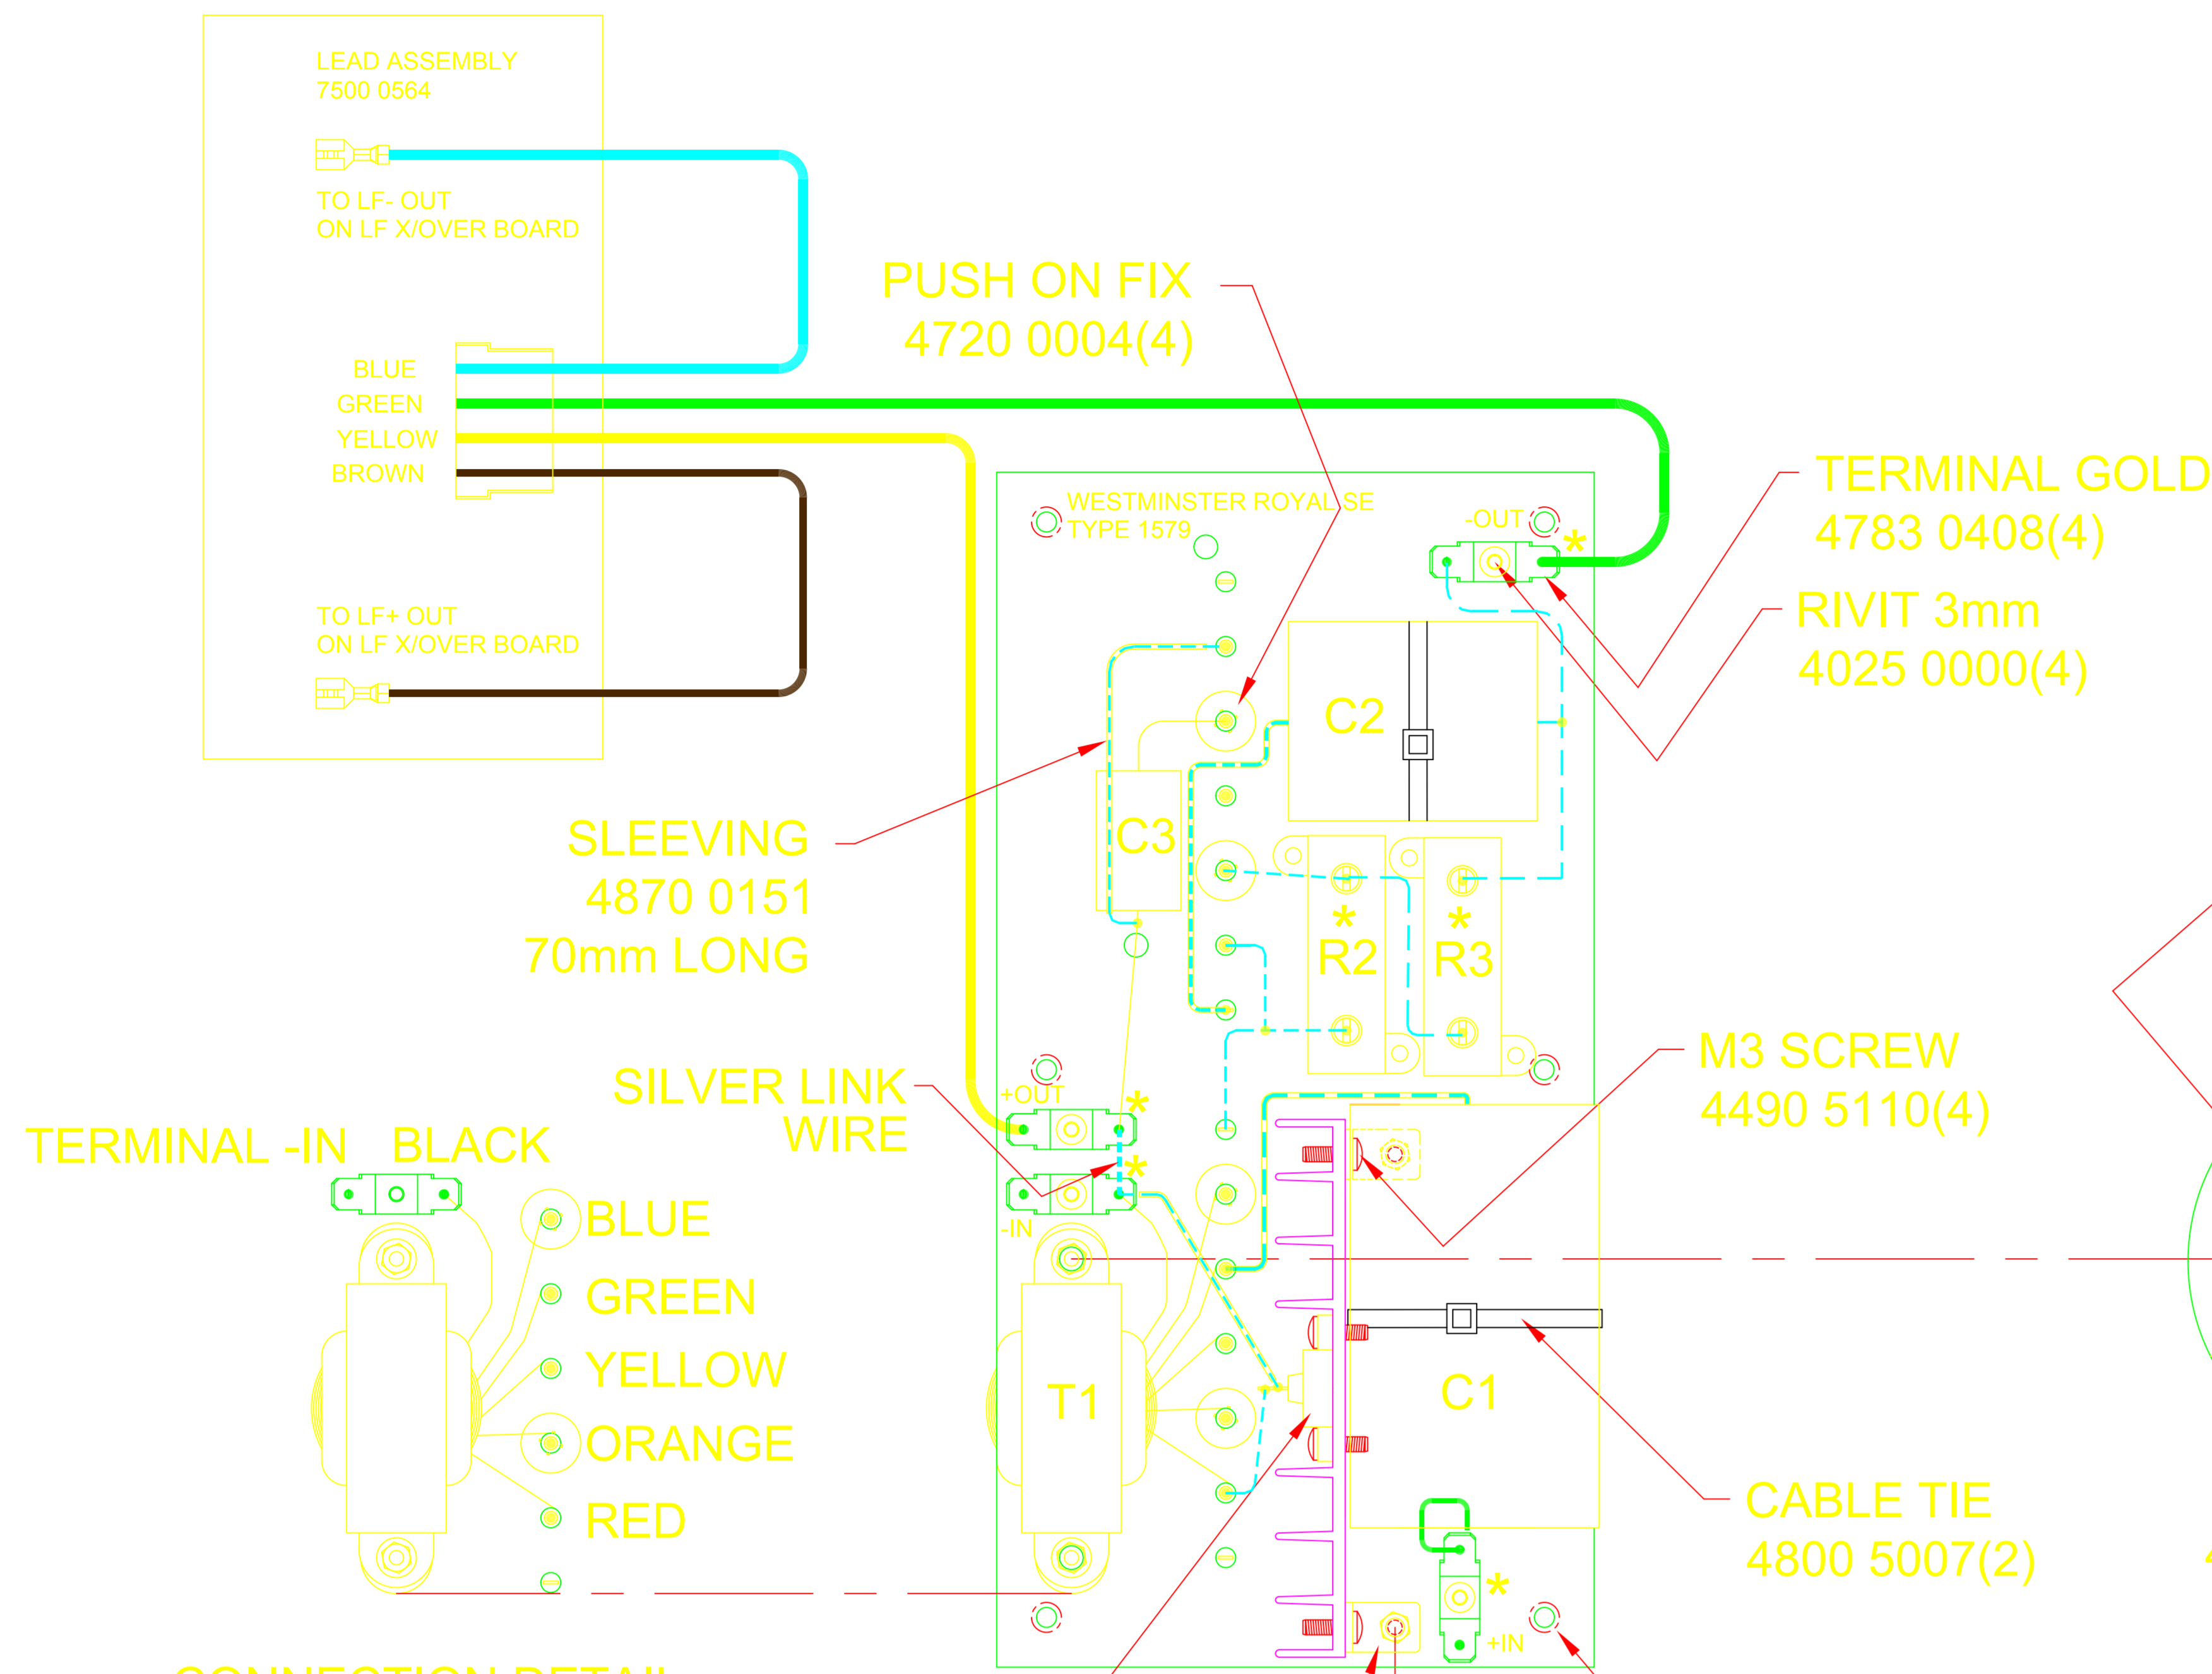 LEAD ASSEMBLY
7500 0564
TO LF- OUT
ON LF X/OVER BOARD
BLUE
GREEN
YELLOW
BROWN
TO LF+ OUT
ON LF X/OVER BOARD
PUSH ON FIX
4720 0004(4)
WESTMINSTER ROYAL SE
TYPE 1579
-OUT
*
TERMINAL GOLD
4783 0408(4)
RIVIT 3mm
4025 0000(4)
C2
C3
SLEEVING
4870 0151
70mm LONG
*
R2
*
R3
SILVER LINK
WIRE
+OUT
*
*
-IN
M3 SCREW
4490 5110(4)
TERMINAL -IN BLACK
BLUE
GREEN
YELLOW
ORANGE
RED
T1
C1
CABLE TIE
4800 5007(2)
*
+IN
CONNECTION DETAIL